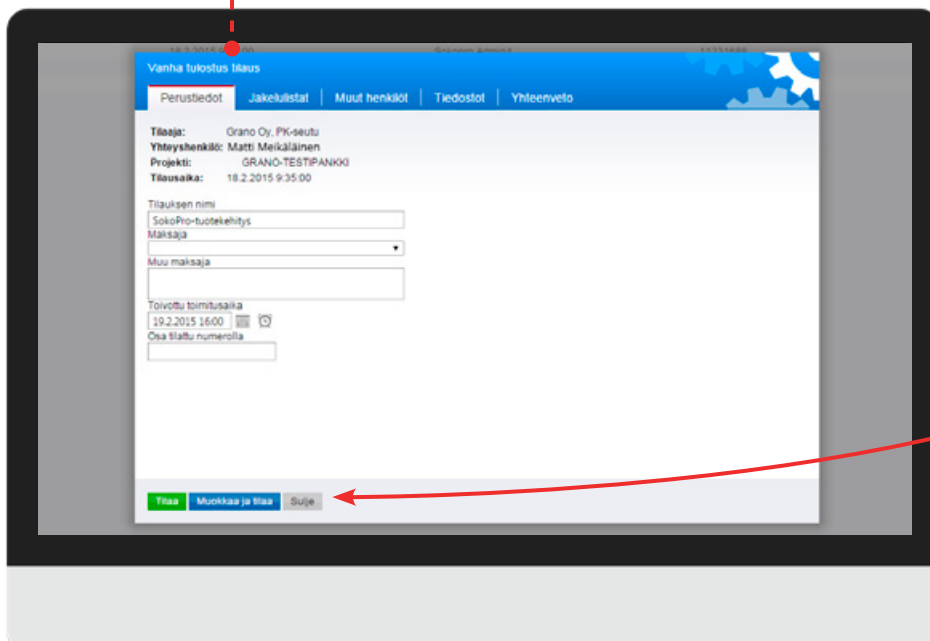 Vanha tulostus tilaus
Perustiedot Jakelulistat Muut henkilöt Tiedostot Yhteenveto
Tilaaja: Grano Oy, PK-seutu
Yhteyshenkilö: Matti Meikäläinen
Projekti: GRANO-TESTIPANKKI
Tilausaika: 18.2.2015 9:35:00
Tilauksen nimi
SokoPro-tuotekehitys
Maksaja
Muu maksaja
Toivottu toimitusaika
19.2.2015 16:00
Osa tilattu numerolla
Tilaa Muokkaa ja tilaa Sulje